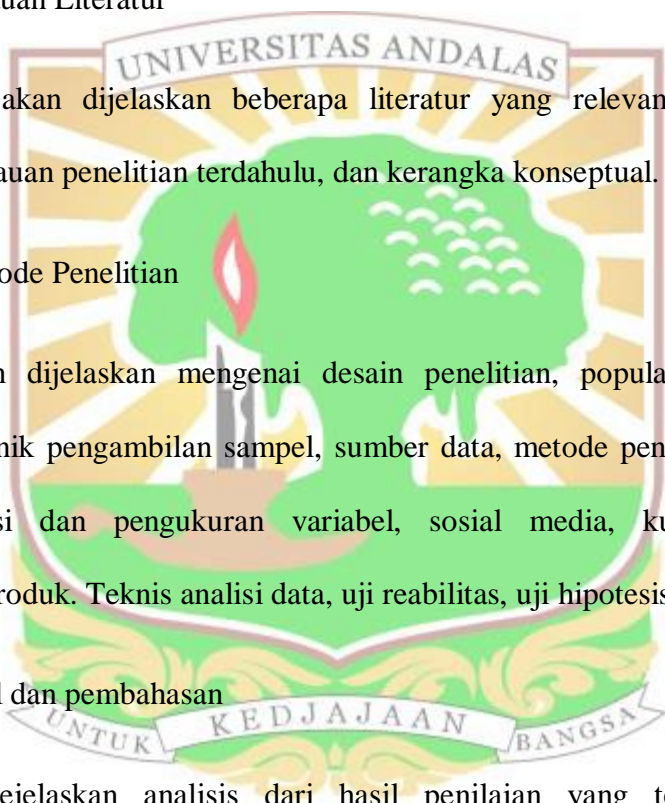 uan Literatur
UNIVERSITAS ANDALAS
akan dijelaskan beberapa literatur yang relevan
auan penelitian terdahulu, dan kerangka konseptual.
ode Penelitian
dijelaskan mengenai desain penelitian, popula
nik pengambilan sampel, sumber data, metode pen
si dan pengukuran variabel, sosial media, ku
roduk. Teknis analisi data, uji reabilitas, uji hipotesis
l dan pembahasan
UNTUK KEDJAJAAN BANGSA
ejelaskan analisis dari hasil penilaian yang t